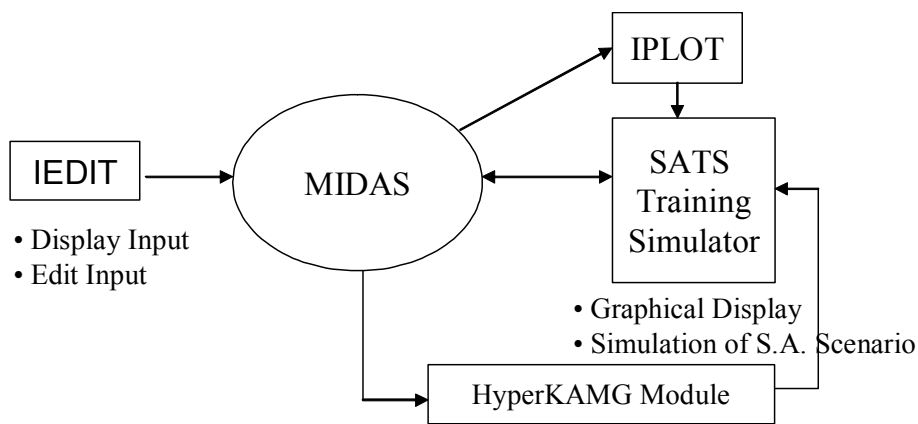 IPLOT
IEDIT
MIDAS
SATS
Training
Simulator
• Display Input
• Edit Input
• Graphical Display
• Simulation of S.A. Scenario
HyperKAMG Module